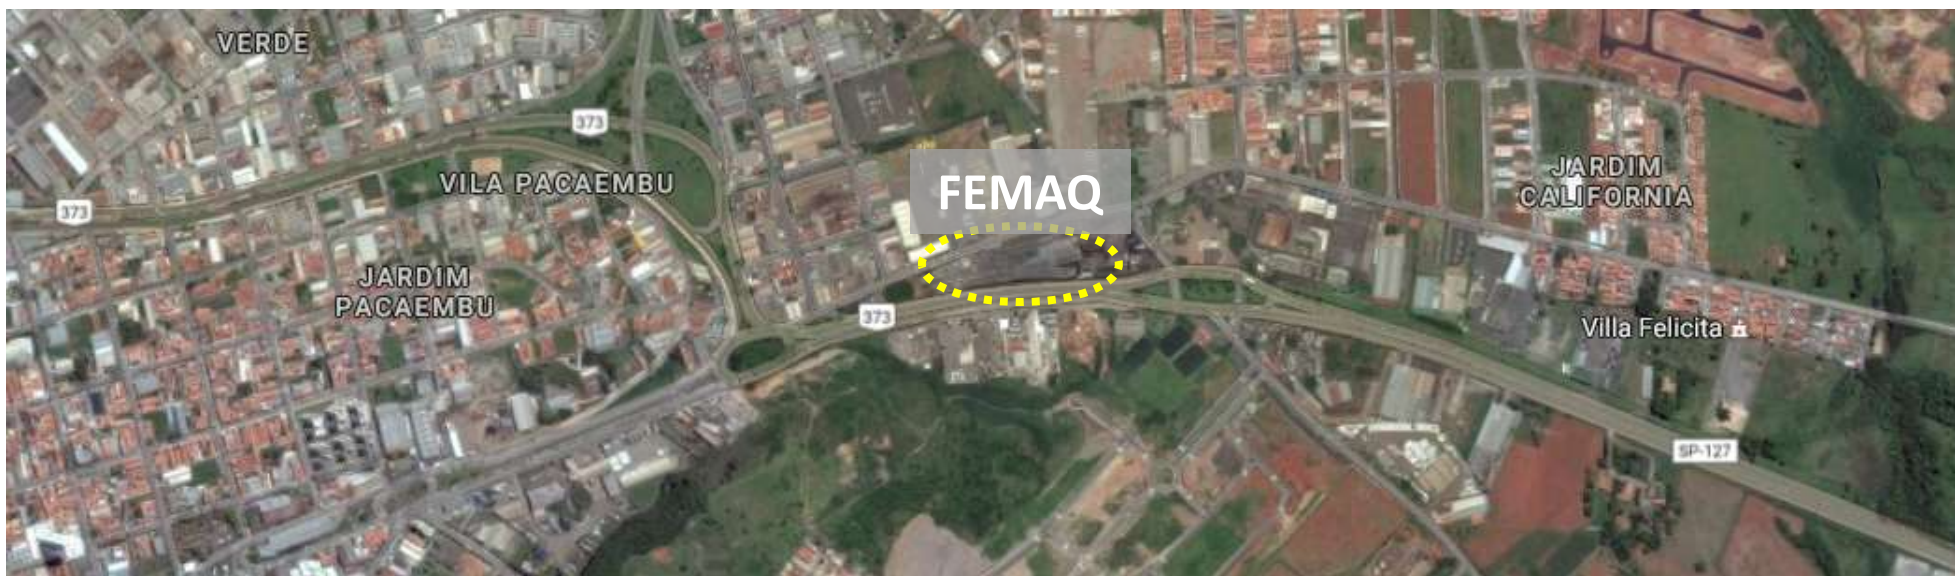 VERDE
373
VILA PACAEMBU
373
FEMAQ
JARDIM
CALIFORNIA
JARDIM
PACAEMBU
373
Villa Felicita
SP-127